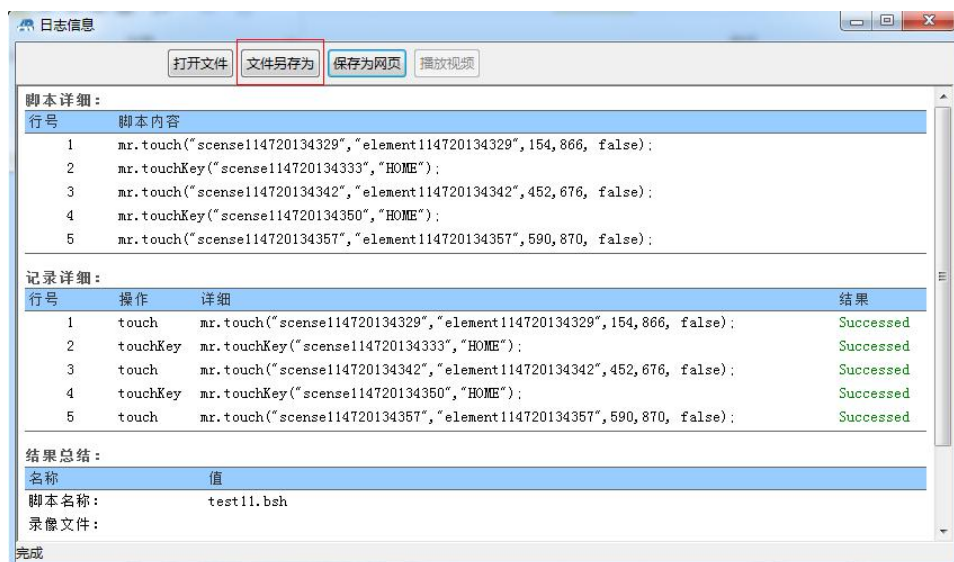 日志信息
打开文件 文件另存为 保存为网页 播放视频
脚本详细:
行号 脚本内容
1 mr.touch("scense114720134329","element114720134329",154,866, false);
2 mr.touchKey("scense114720134333","HOME");
3 mr.touch("scense114720134342","element114720134342",452,676, false);
4 mr.touchKey("scense114720134350","HOME");
5 mr.touch("scense114720134357","element114720134357",590,870, false);
记录详细:
行号 操作 详细 结果
1 touch mr.touch("scense114720134329","element114720134329",154,866, false); Successed
2 touchKey mr.touchKey("scense114720134333","HOME"); Successed
3 touch mr.touch("scense114720134342","element114720134342",452,676, false); Successed
4 touchKey mr.touchKey("scense114720134350","HOME"); Successed
5 touch mr.touch("scense114720134357","element114720134357",590,870, false); Successed
结果总结:
名称 值
脚本名称: test11.bsh
录像文件:
完成